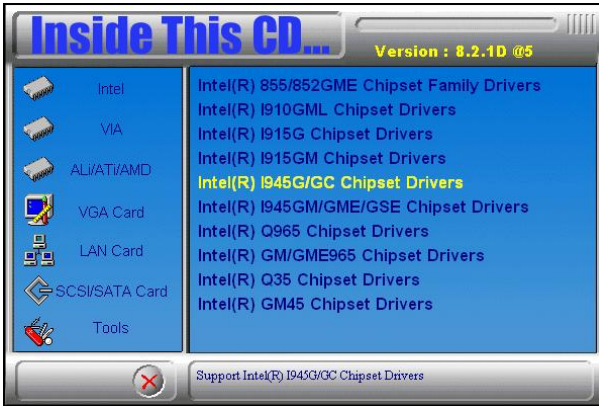 Inside This CD...
Version : 8.2.1D @5
Intel
VIA
ALi/ATi/AMD
VGA Card
LAN Card
SCSI/SATA Card
Tools
Intel(R) 855/852GME Chipset Family Drivers
Intel(R) I910GML Chipset Drivers
Intel(R) I915G Chipset Drivers
Intel(R) I915GM Chipset Drivers
Intel(R) I945G/GC Chipset Drivers
Intel(R) I945GM/GME/GSE Chipset Drivers
Intel(R) Q965 Chipset Drivers
Intel(R) GM/GME965 Chipset Drivers
Intel(R) Q35 Chipset Drivers
Intel(R) GM45 Chipset Drivers
Support Intel(R) I945G/GC Chipset Drivers